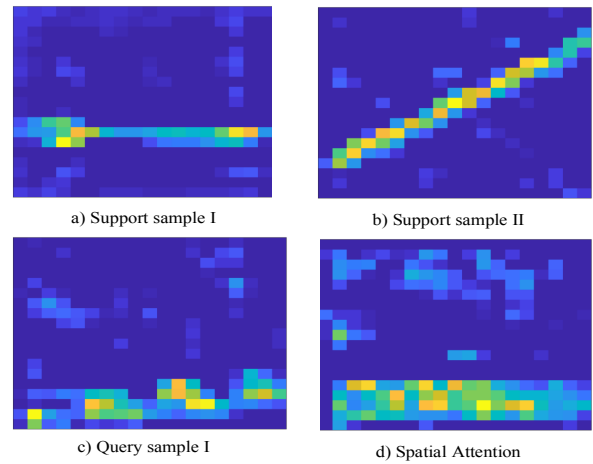 a) Support sample I
b) Support sample II
c) Query sample I
d) Spatial Attention